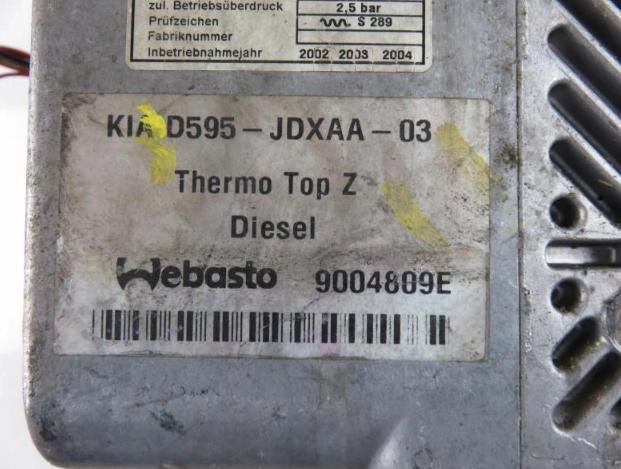 zul. Betriebsüberdruck 2,5 bar
Prüfzeichen S 289
Fabriknummer
Inbetriebnahmejahr 2002 2003 2004
KIA D595-JDXAA-03
Thermo Top Z
Diesel
Webasto 9004809E